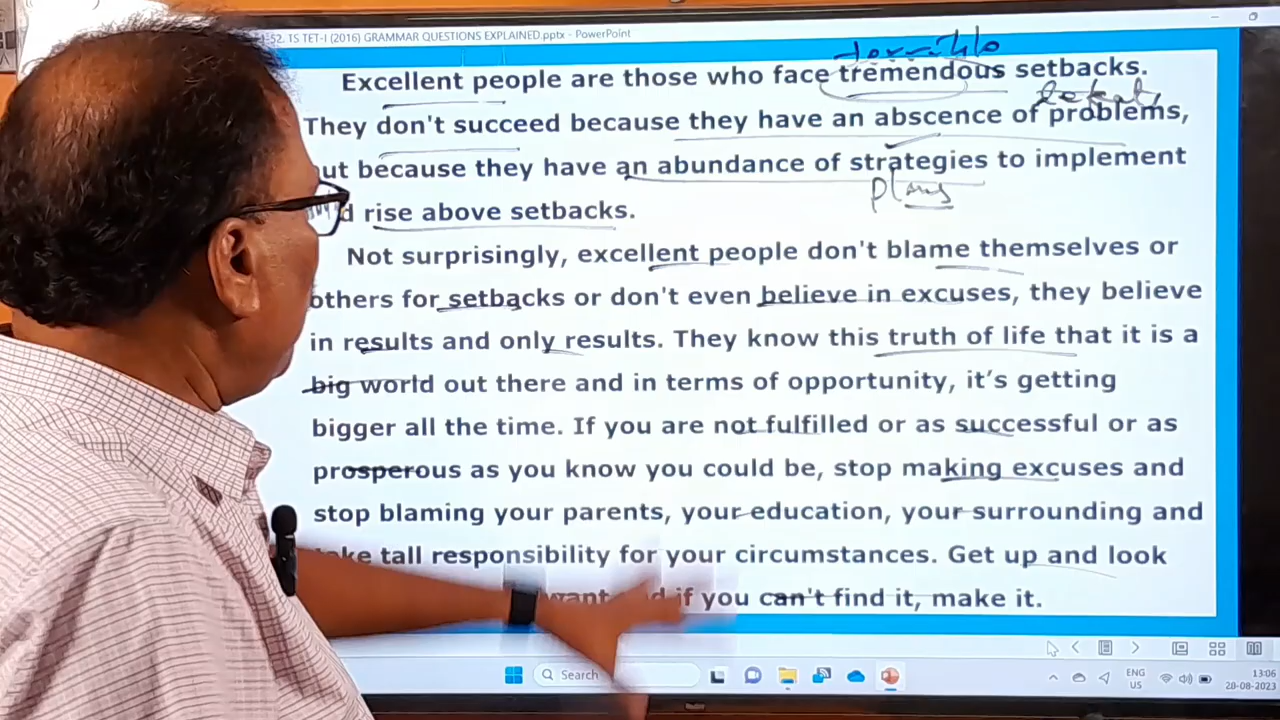 -52. TS TET-I (2016) GRAMMAR QUESTIONS EXPLAINED.pptx - PowerPoint
terrible
Excellent people are those who face tremendous setbacks.
They don't succeed because they have an abscence of problems,
ut because they have an abundance of strategies to implement
plans
d rise above setbacks.
Not surprisingly, excellent people don't blame themselves or
others for setbacks or don't even believe in excuses, they believe
in results and only results. They know this truth of life that it is a
big world out there and in terms of opportunity, it's getting
bigger all the time. If you are not fulfilled or as successful or as
prosperous as you know you could be, stop making excuses and
stop blaming your parents, your education, your surrounding and
ake tall responsibility for your circumstances. Get up and look
want if you can't find it, make it.
Search
ENG
US
13:06
28-08-2023